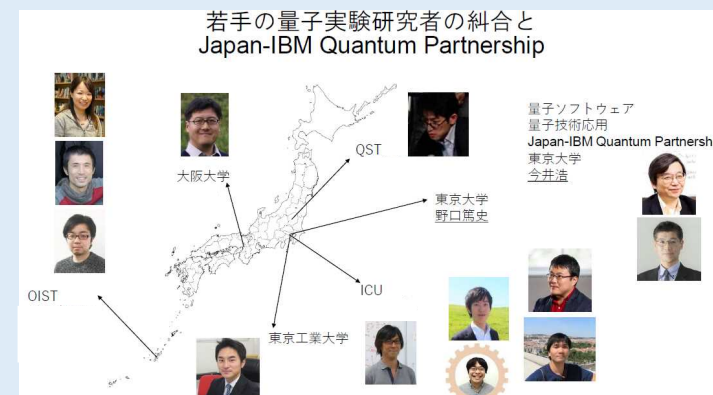 若手の量子実験研究者の糾合と
Japan-IBM Quantum Partnership
量子ソフトウェア
量子技術応用
Japan-IBM Quantum Partnersh
東京大学
今井浩
QST
大阪大学
東京大学
野口篤史
OIST
ICU
東京工業大学